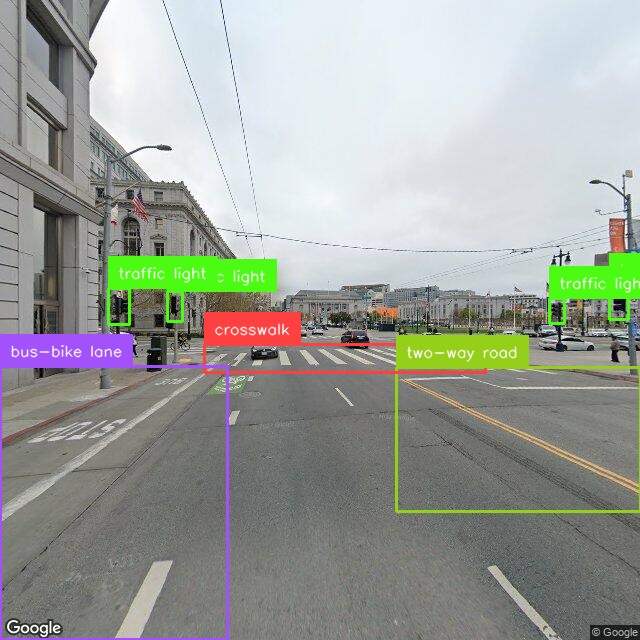 traffic light
c light
traffic ligh
crosswalk
bus-bike lane
two-way road
BUS
Google
© Google